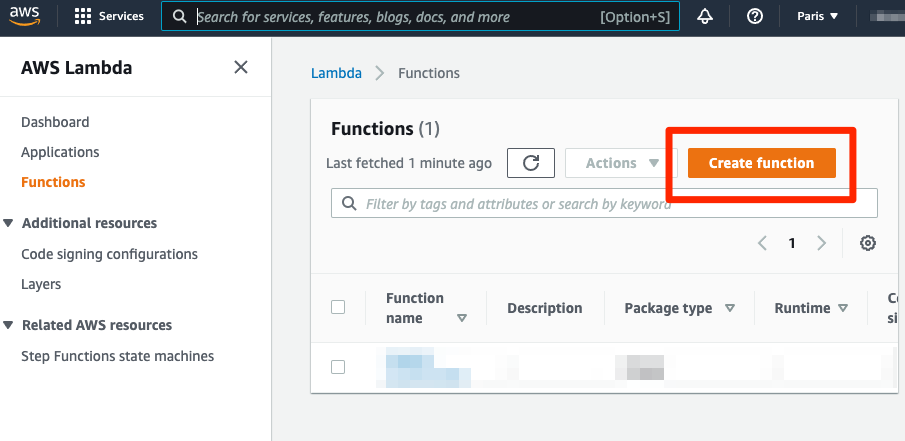 aws
Services
Search for services, features, blogs, docs, and more
[Option+S]
Paris
AWS Lambda
Dashboard
Applications
Functions
Additional resources
Code signing configurations
Layers
Related AWS resources
Step Functions state machines
Lambda
Functions
Functions (1)
Last fetched 1 minute ago
Actions
Create function
Filter by tags and attributes or search by keyword
1
Function
name
Description
Package type
Runtime